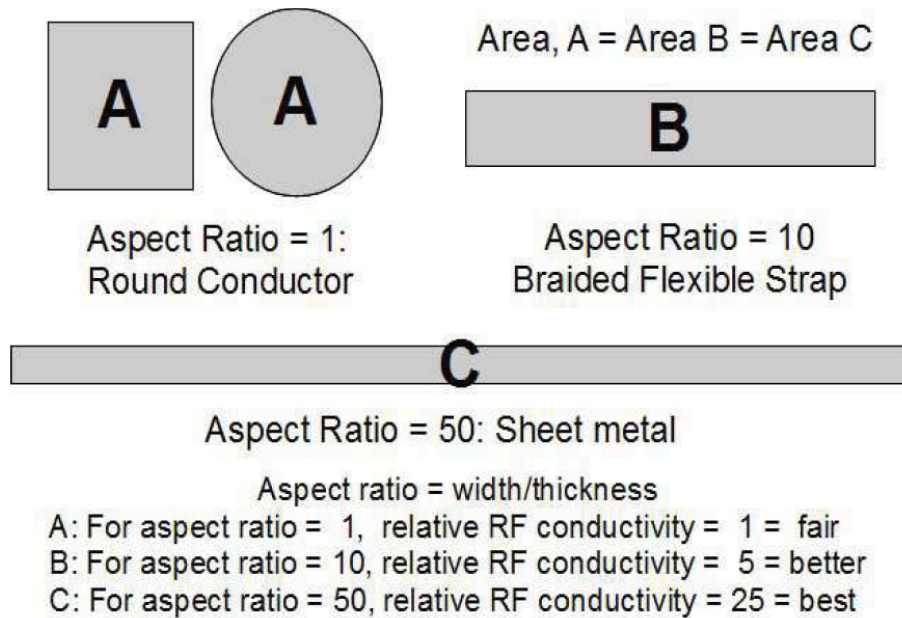 A
A
Area, A = Area B = Area C
B
Aspect Ratio = 1:
Round Conductor
Aspect Ratio = 10
Braided Flexible Strap
C
Aspect Ratio = 50: Sheet metal
Aspect ratio = width/thickness
A: For aspect ratio = 1, relative RF conductivity = 1 = fair
B: For aspect ratio = 10, relative RF conductivity = 5 = better
C: For aspect ratio = 50, relative RF conductivity = 25 = best